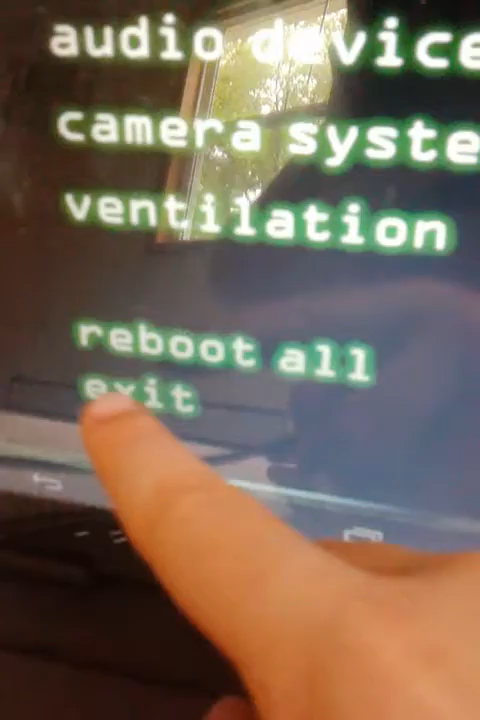 audio device
camera syste
ventilation
reboot all
exit